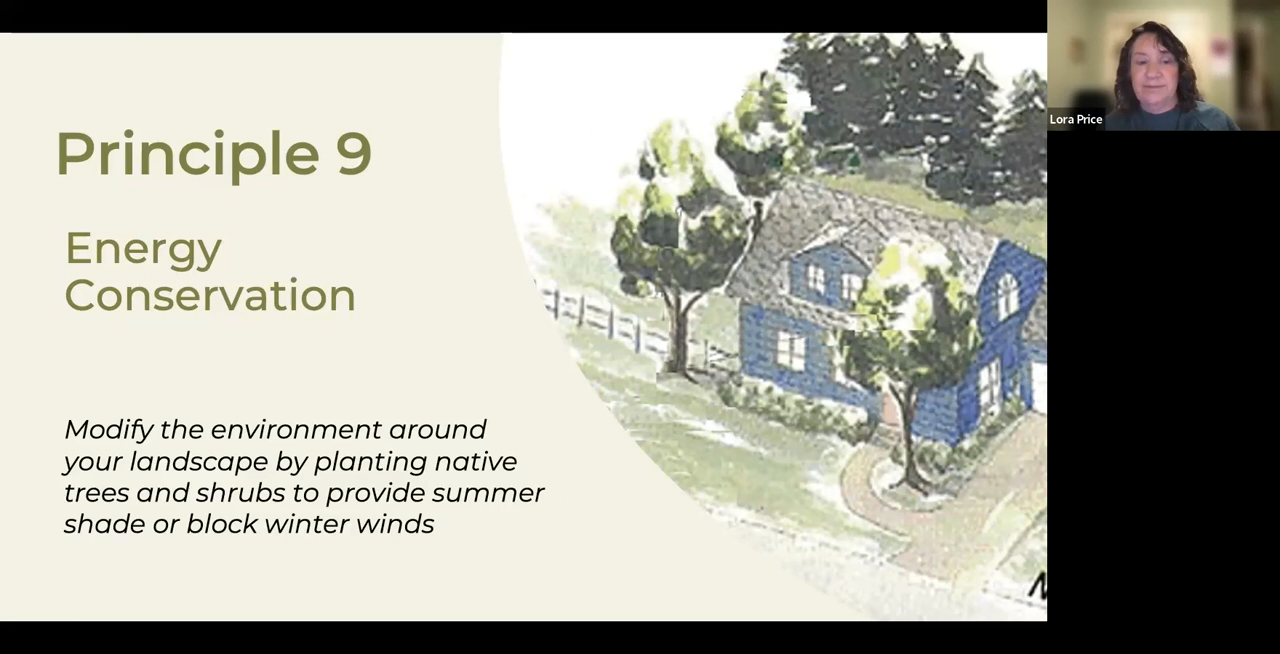 Principle 9
Energy
Conservation
Modify the environment around
your landscape by planting native
trees and shrubs to provide summer
shade or block winter winds
Lora Price